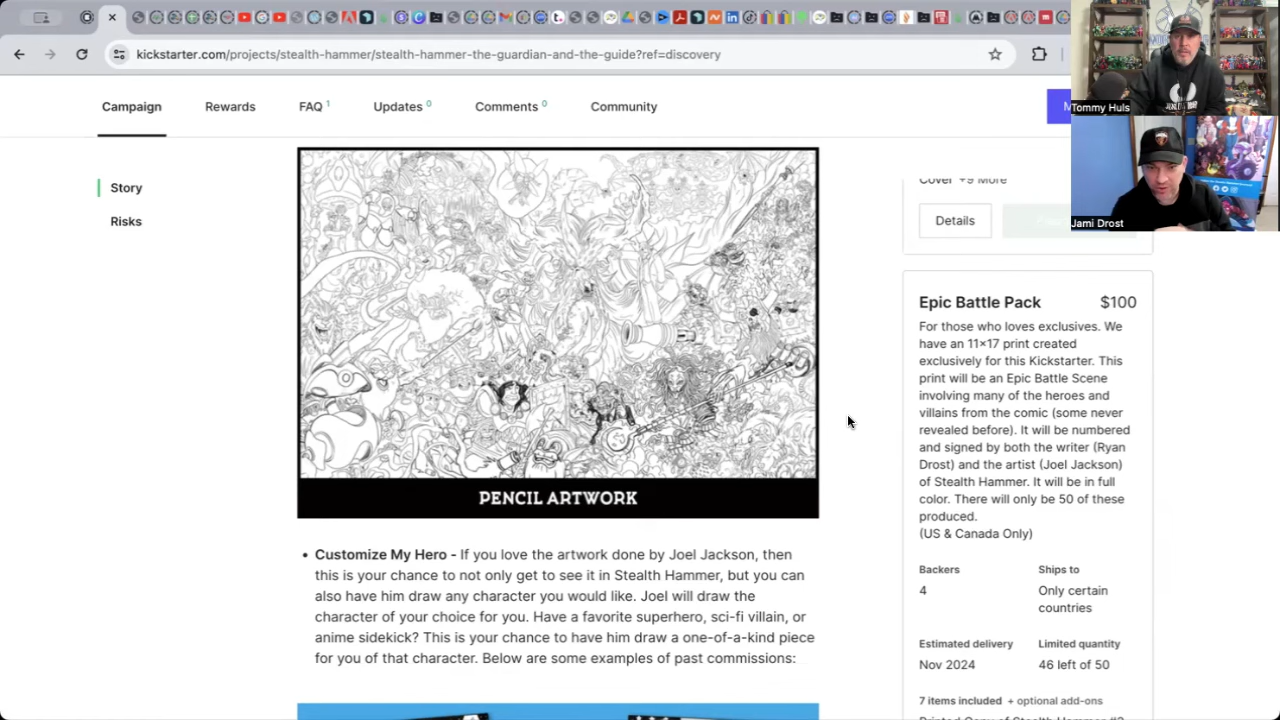 kickstarter.com/projects/stealth-hammer/stealth-hammer-the-guardian-and-the-guide?ref=discovery
Campaign
Rewards
FAQ 1
Updates 0
Comments 0
Community
Tommy Huls
Jami Drost
Story
Risks
Cover +9 More
Details
PENCIL ARTWORK
• Customize My Hero - If you love the artwork done by Joel Jackson, then
this is your chance to not only get to see it in Stealth Hammer, but you can
also have him draw any character you would like. Joel will draw the
character of your choice for you. Have a favorite superhero, sci-fi villain, or
anime sidekick? This is your chance to have him draw a one-of-a-kind piece
for you of that character. Below are some examples of past commissions:
Epic Battle Pack $100
For those who loves exclusives. We
have an 11x17 print created
exclusively for this Kickstarter. This
print will be an Epic Battle Scene
involving many of the heroes and
villains from the comic (some never
revealed before). It will be numbered
and signed by both the writer (Ryan
Drost) and the artist (Joel Jackson)
of Stealth Hammer. It will be in full
color. There will only be 50 of these
produced.
(US & Canada Only)
Backers
4
Ships to
Only certain
countries
Estimated delivery
Nov 2024
Limited quantity
46 left of 50
7 items included + optional add-ons
Printed Copy of Stealth Hammer #2